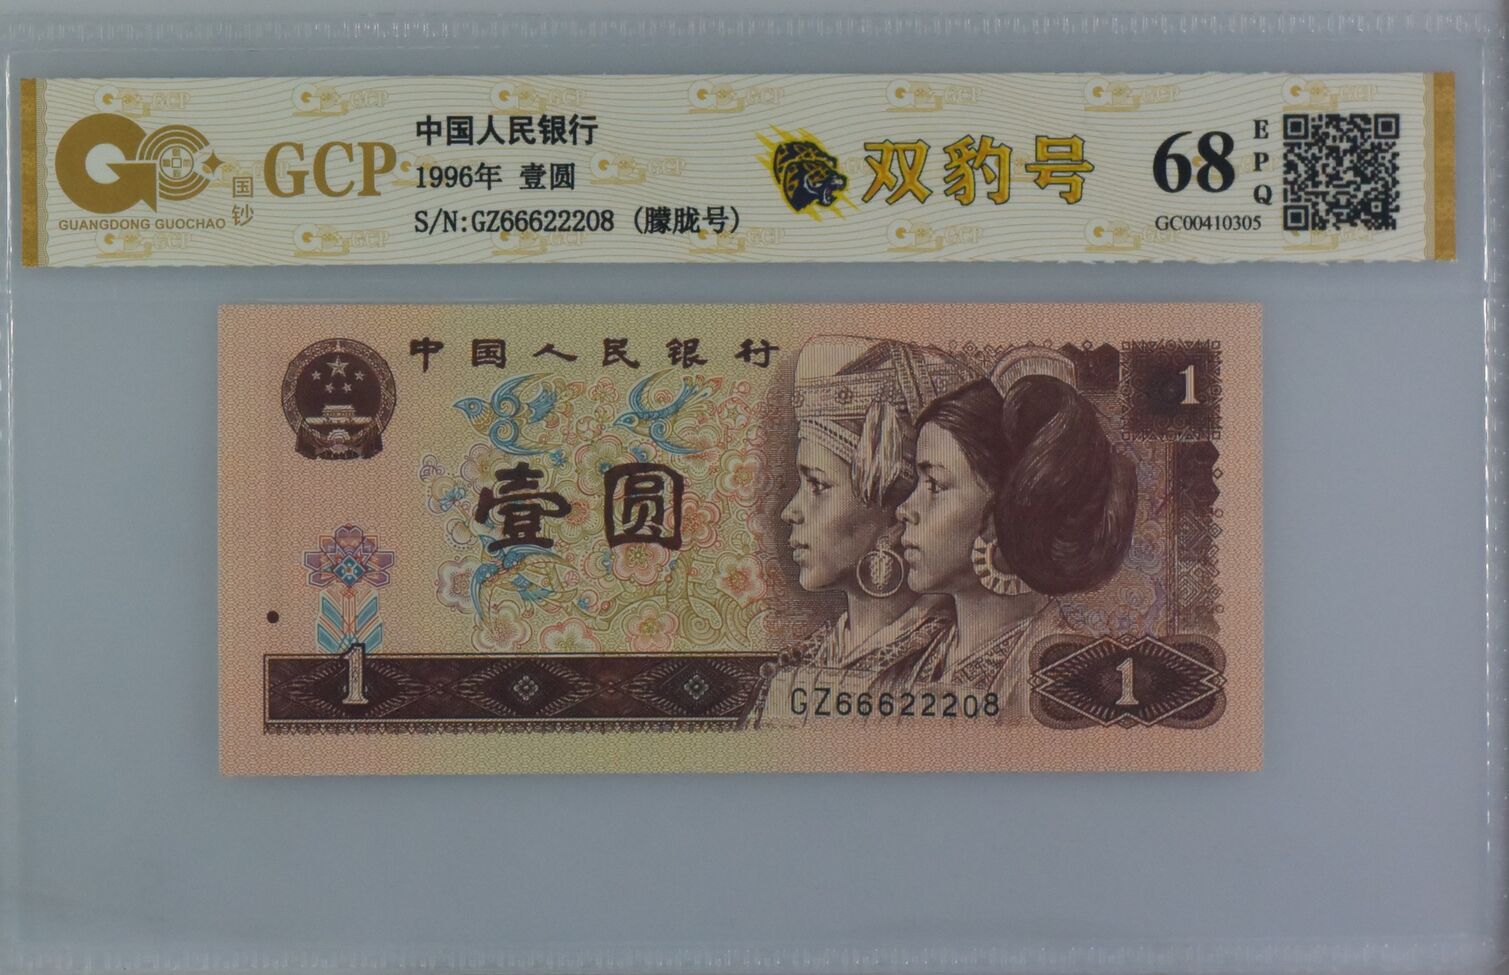 GCP
国钞
GUANGDONG GUOCHAO
中国人民银行
1996年 壹圆
S/N:GZ66622208 (朦胧号)
双豹号
68
EPQ
GC00410305
中国人民银行
1
壹圆
1
GZ66622208
1